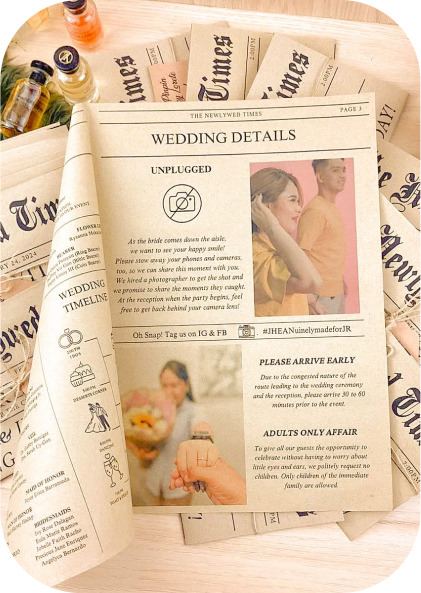 Times
Times
Times
2:00PM
DAY!
THE NEWLYWED TIMES
PAGE 3
WEDDING DETAILS
UNPLUGGED
As the bride comes down the aisle,
we want to see your happy smile!
Please stow away your phones and cameras,
too, so we can share this moment with you.
We hired a photographer to get the shot and
we promise to share the moments they caught.
At the reception when the party begins, feel
free to get back behind your camera lens!
Oh Snap! Tag us on IG & FB
#JHEANuinelymadeforJR
PLEASE ARRIVE EARLY
Due to the congested nature of the
route leading to the wedding ceremony
and the reception, please arrive 30 to 60
minutes prior to the event.
ADULTS ONLY AFFAIR
To give all our guests the opportunity to
celebrate without having to worry about
little eyes and ears, we politely request no
children. Only children of the immediate
family are allowed.
WEDDING
TIMELINE
MAID OF HONOR
BRIDESMAIDS